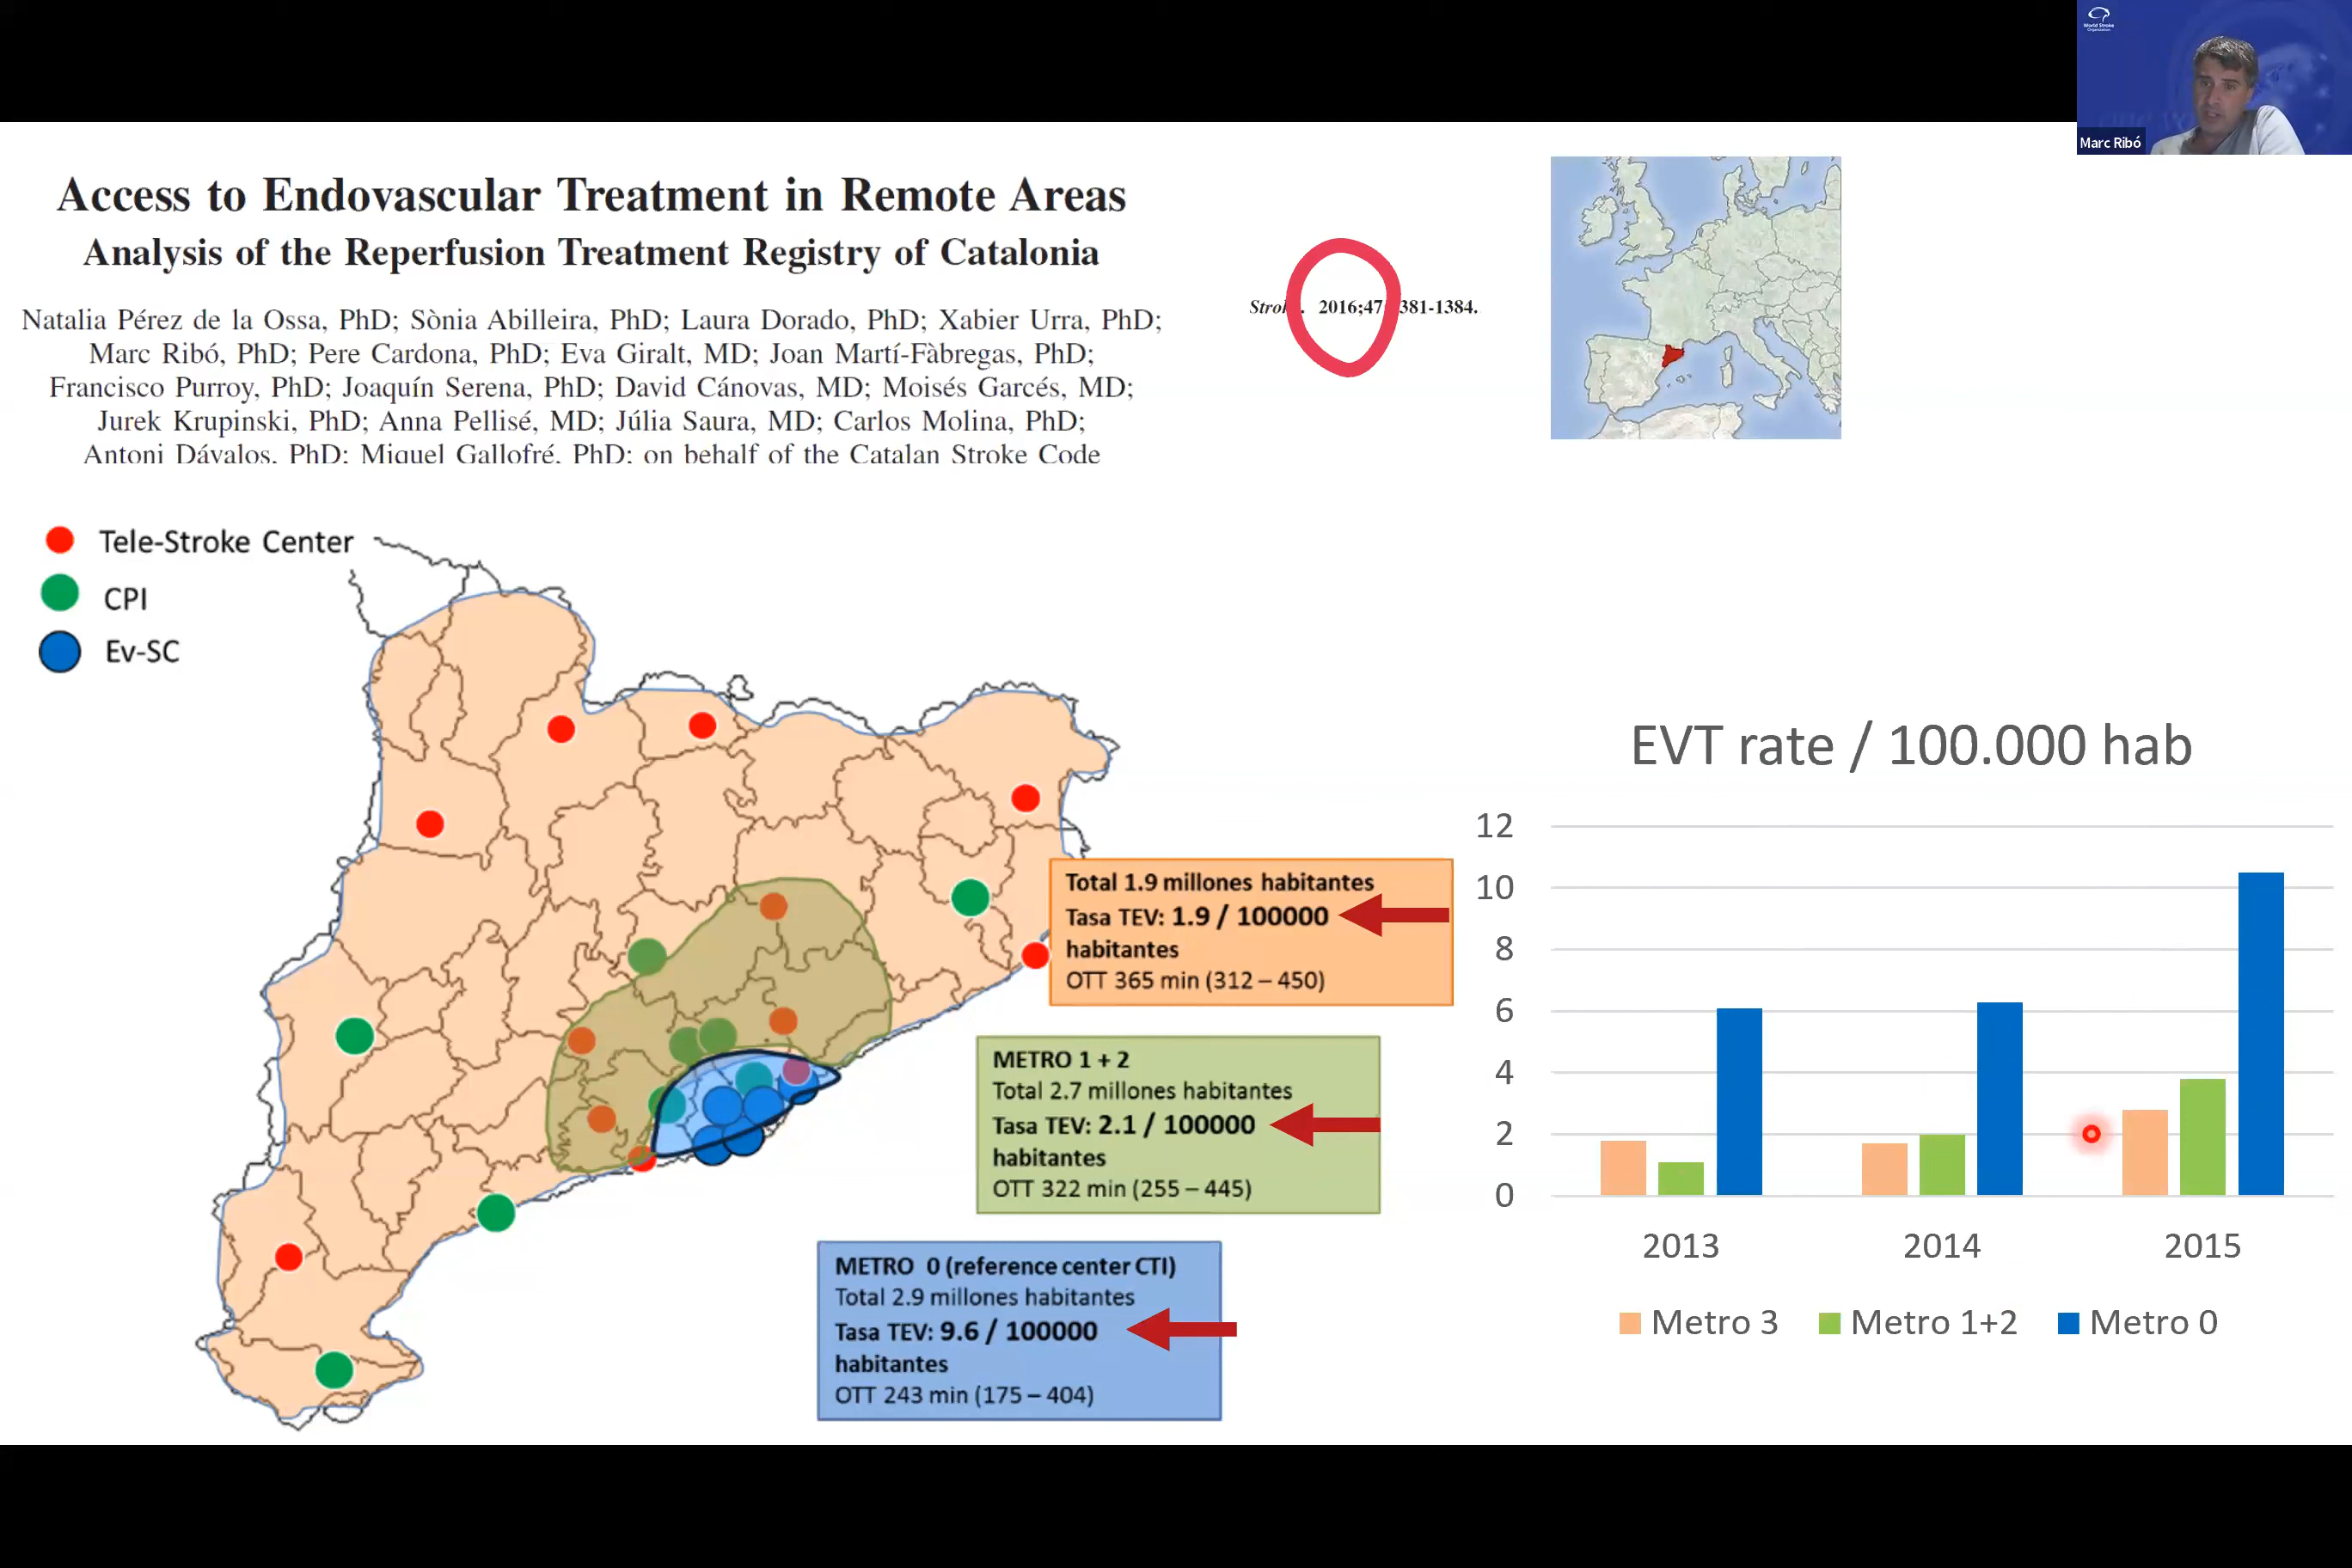 World Stroke
Organization
Marc Ribó
Access to Endovascular Treatment in Remote Areas
Analysis of the Reperfusion Treatment Registry of Catalonia
Natalia Pérez de la Ossa, PhD; Sònia Abilleira, PhD; Laura Dorado, PhD; Xabier Urra, PhD;
Marc Ribó, PhD; Pere Cardona, PhD; Eva Giralt, MD; Joan Martí-Fàbregas, PhD;
Francisco Purroy, PhD; Joaquín Serena, PhD; David Cánovas, MD; Moisés Garcés, MD;
Jurek Krupinski, PhD; Anna Pellisé, MD; Júlia Saura, MD; Carlos Molina, PhD;
Antoni Dávalos, PhD; Miquel Gallofré, PhD; on behalf of the Catalan Stroke Code
2016;47 381-1384.
Tele-Stroke Center
CPI
Ev-SC
Total 1.9 millones habitantes
Tasa TEV: 1.9 / 100000
habitantes
OTT 365 min (312 – 450)
METRO 1 + 2
Total 2.7 millones habitantes
Tasa TEV: 2.1 / 100000
habitantes
OTT 322 min (255 – 445)
METRO 0 (reference center CTI)
Total 2.9 millones habitantes
Tasa TEV: 9.6 / 100000
habitantes
OTT 243 min (175 – 404)
EVT rate / 100.000 hab
12
10
8
6
4
2
0
2013 2014 2015
Metro 3 Metro 1+2 Metro 0